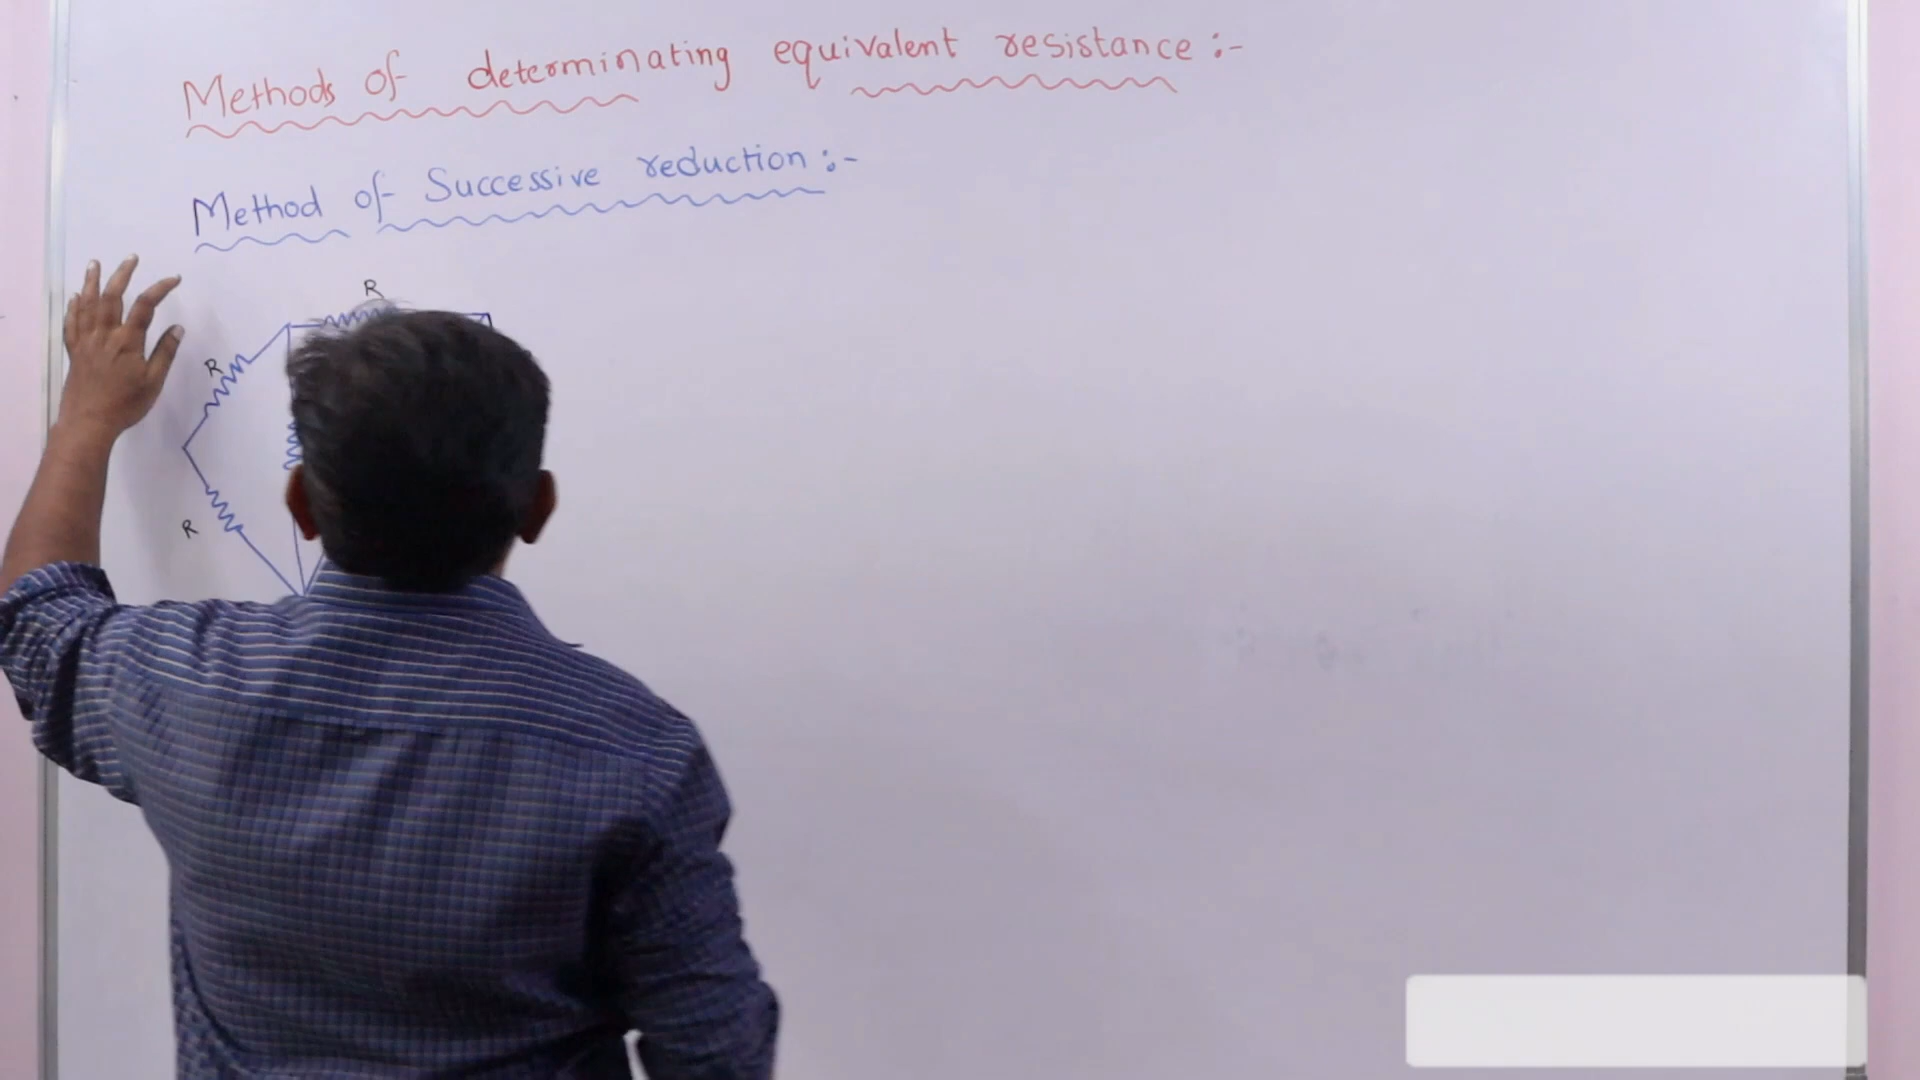 Methods of determinating equivalent resistance :-
Method of Successive reduction :-
R
R
R